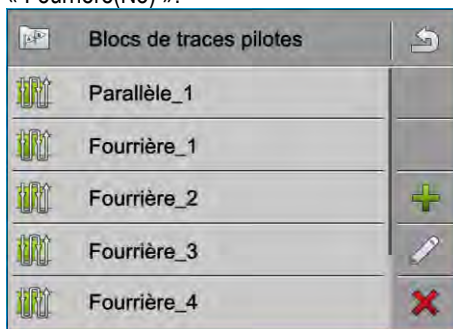 « Fourrière(No) ».
Blocs de traces pilotes
Parallèle_1
Fourrière_1
Fourrière_2
Fourrière_3
Fourrière_4